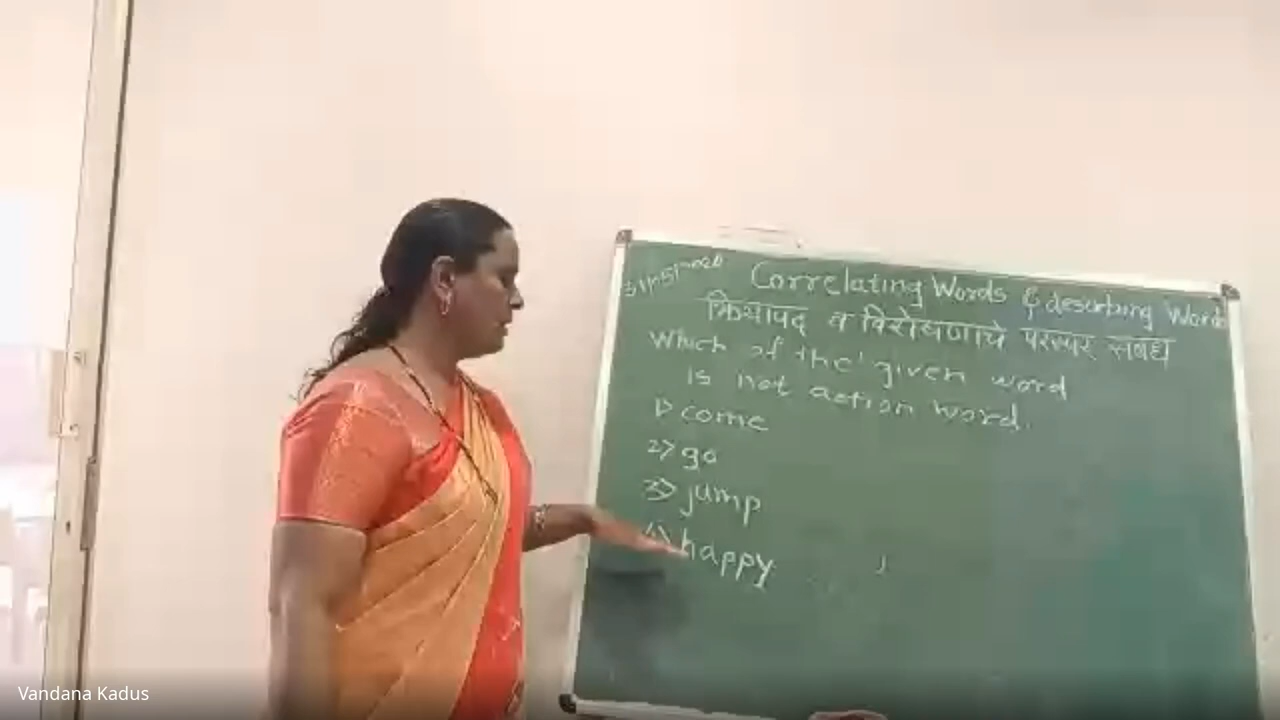 Correlating Words & describing Words
क्रियापद व विशेषणाचे परस्पर संबंध
Which of the given word
is not action word.
1> come
2> go
3> jump
4> happy
Vandana Kadus